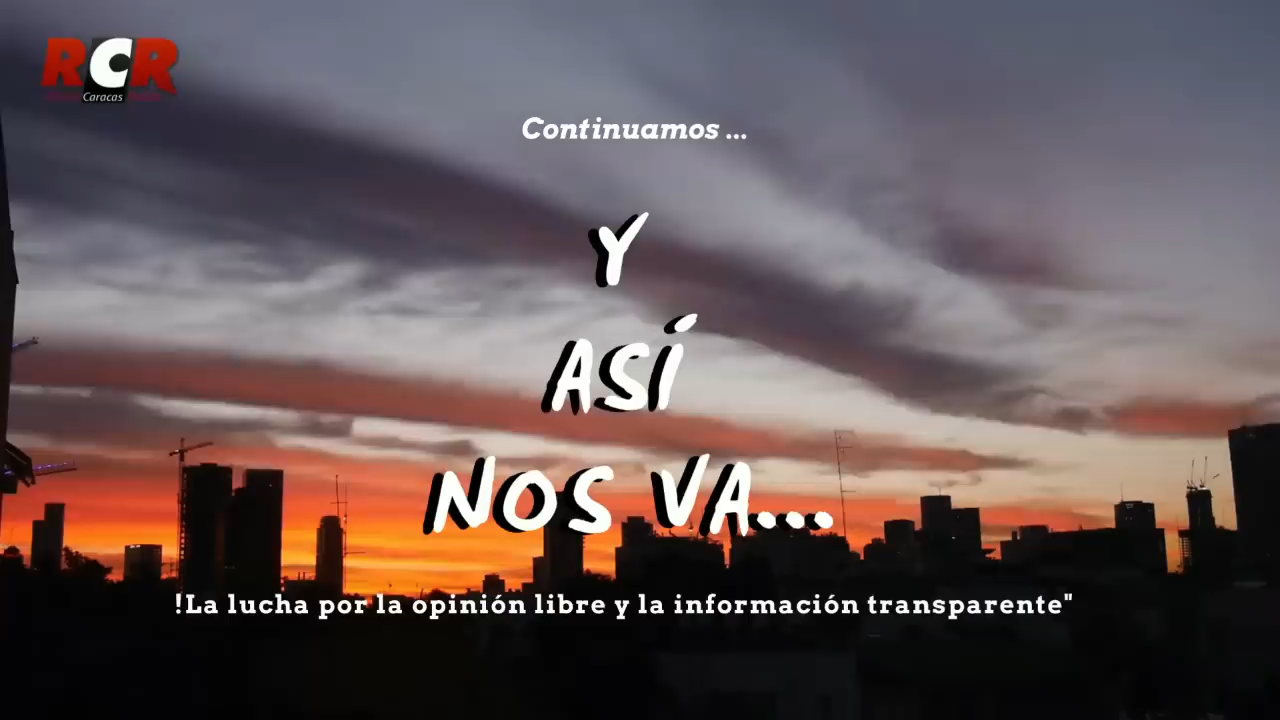 RCR
Caracas
Continuamos ...
Y
ASÍ
NOS VA...
!La lucha por la opinión libre y la información transparente"